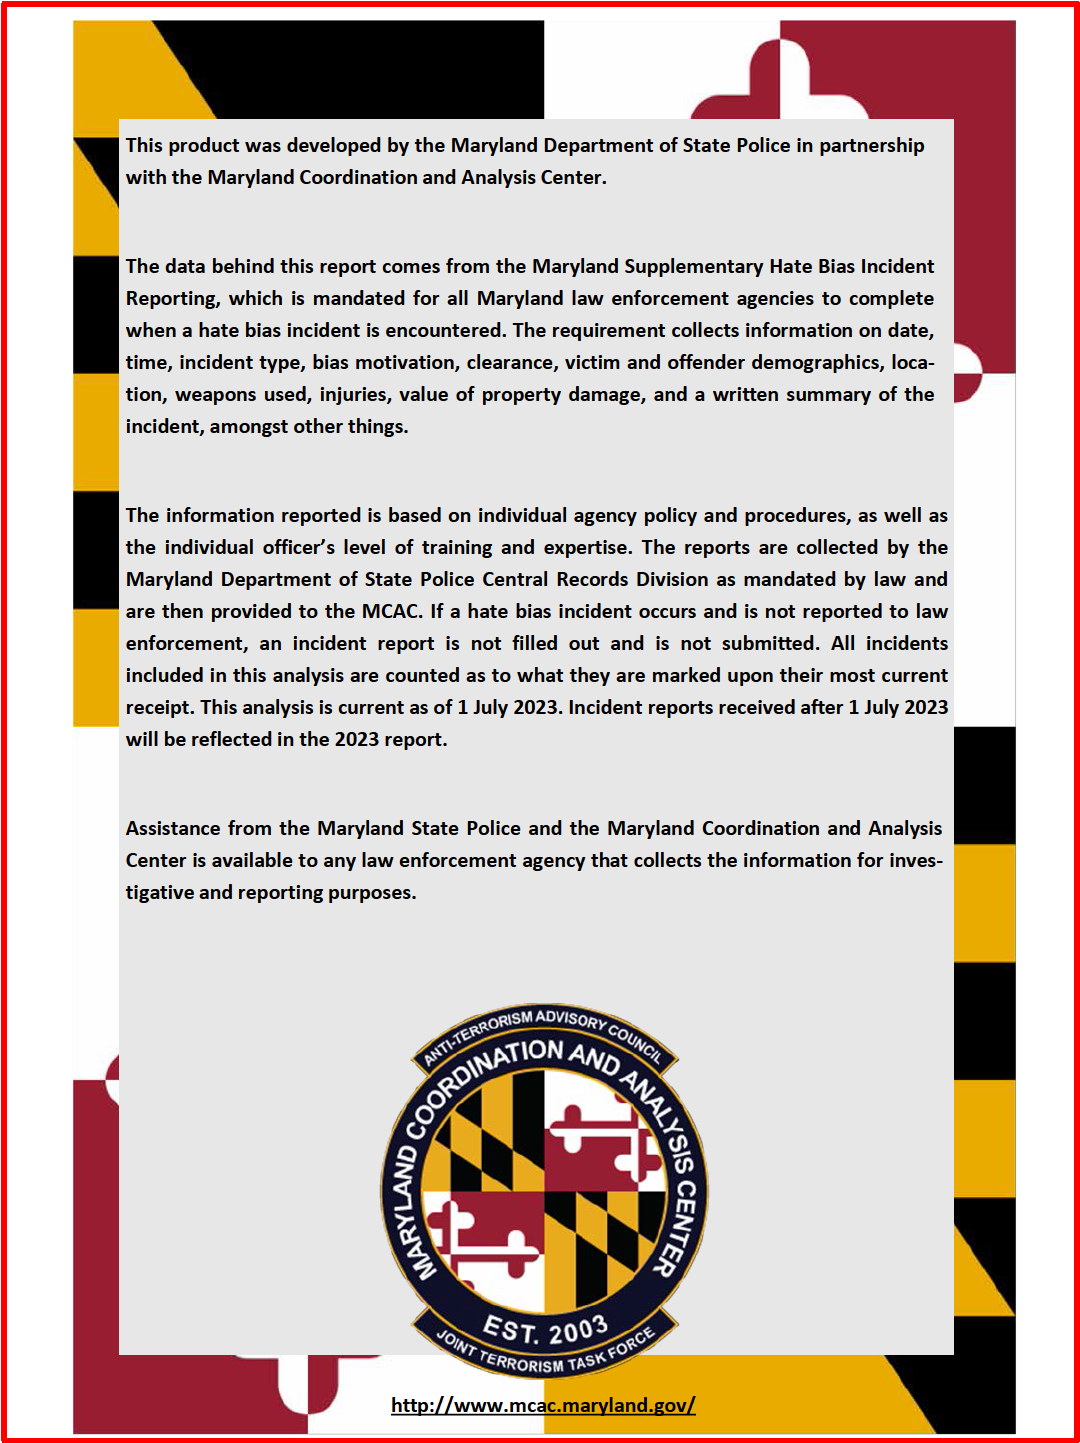 This product was developed by the Maryland Department of State Police in partnership
with the Maryland Coordination and Analysis Center.
The data behind this report comes from the Maryland Supplementary Hate Bias Incident
Reporting, which is mandated for all Maryland law enforcement agencies to complete
when a hate bias incident is encountered. The requirement collects information on date,
time, incident type, bias motivation, clearance, victim and offender demographics, loca-
tion, weapons used, injuries, value of property damage, and a written summary of the
incident, amongst other things.
The information reported is based on individual agency policy and procedures, as well as
the individual officer’s level of training and expertise. The reports are collected by the
Maryland Department of State Police Central Records Division as mandated by law and
are then provided to the MCAC. If a hate bias incident occurs and is not reported to law
enforcement, an incident report is not filled out and is not submitted. All incidents
included in this analysis are counted as to what they are marked upon their most current
receipt. This analysis is current as of 1 July 2023. Incident reports received after 1 July 2023
will be reflected in the 2023 report.
Assistance from the Maryland State Police and the Maryland Coordination and Analysis
Center is available to any law enforcement agency that collects the information for inves-
tigative and reporting purposes.
ANTI-TERRORISM ADVISORY COUNCIL
MARYLAND COORDINATION AND ANALYSIS CENTER
EST. 2003
JOINT TERRORISM TASK FORCE
http://www.mcac.maryland.gov/